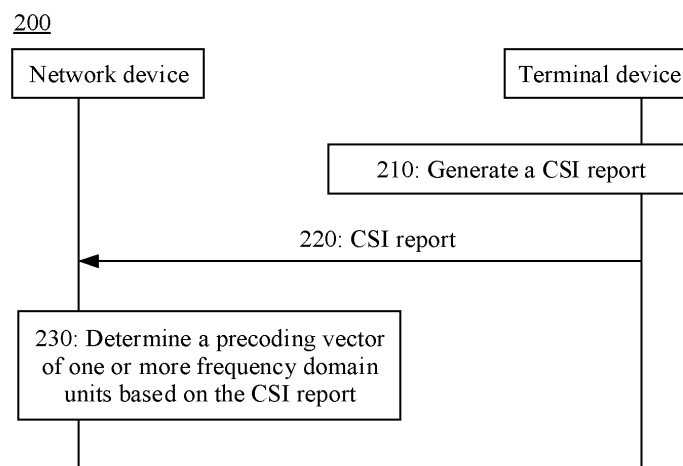 200
Network device
Terminal device
210: Generate a CSI report
220: CSI report
230: Determine a precoding vector
of one or more frequency domain
units based on the CSI report